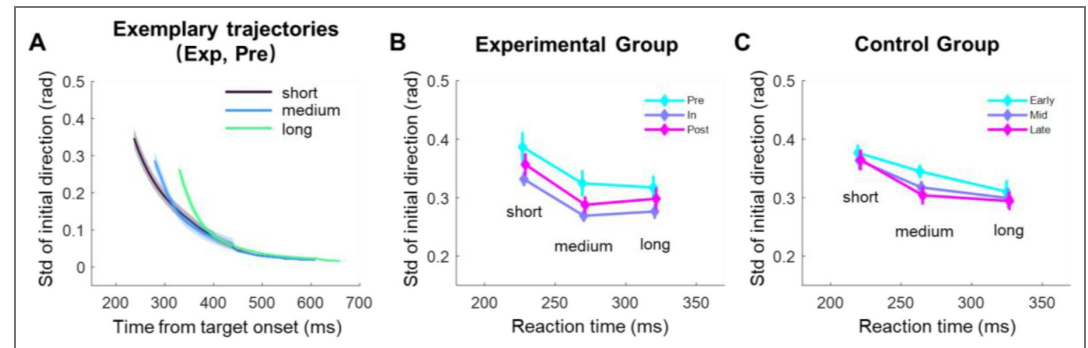 A
Exemplary trajectories
(Exp, Pre)
Std of initial direction (rad)
0.5
0.4
0.3
0.2
0.1
0
short
medium
long
200
300
400
500
600
700
Time from target onset (ms)
B
Experimental Group
Std of initial direction (rad)
0.5
0.4
0.3
0.2
Pre
In
Post
short
medium
long
200
250
300
350
Reaction time (ms)
C
Control Group
Std of initial direction (rad)
0.5
0.4
0.3
0.2
Early
Mid
Late
short
medium
long
200
250
300
350
Reaction time (ms)